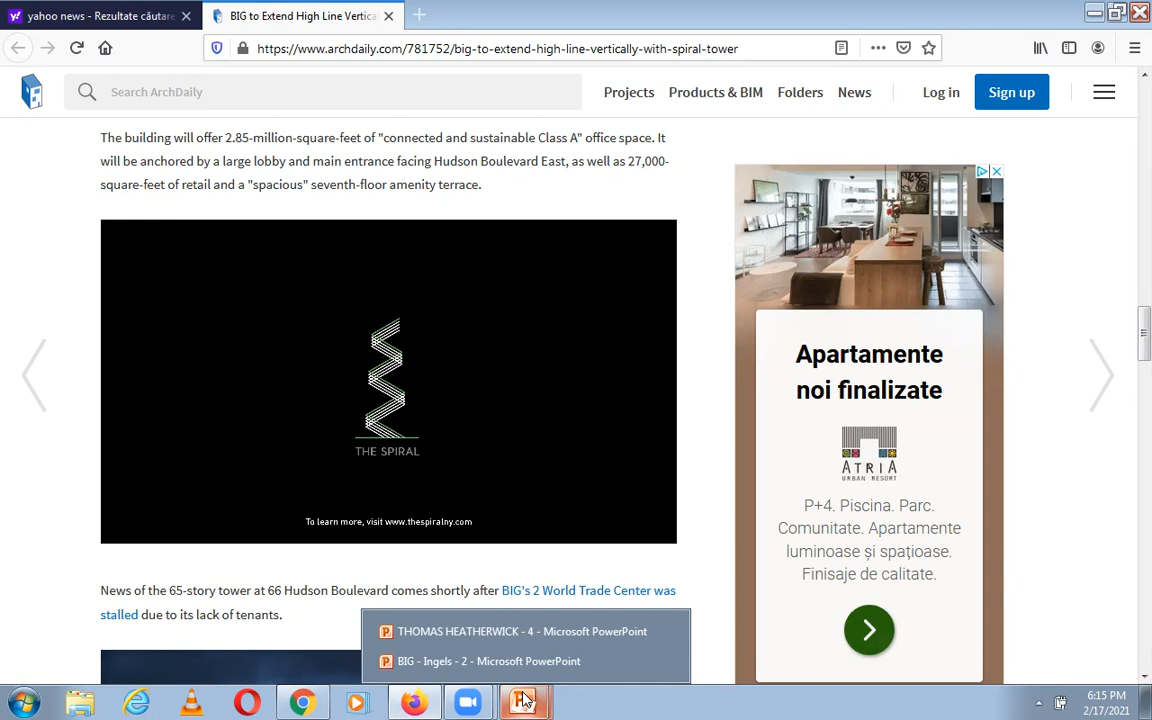 yahoo news - Rezultate căutare
BIG to Extend High Line Vertica
https://www.archdaily.com/781752/big-to-extend-high-line-vertically-with-spiral-tower
Search ArchDaily
Projects
Products & BIM
Folders
News
Log in
Sign up
The building will offer 2.85-million-square-feet of "connected and sustainable Class A" office space. It
will be anchored by a large lobby and main entrance facing Hudson Boulevard East, as well as 27,000-
square-feet of retail and a "spacious" seventh-floor amenity terrace.
THE SPIRAL
To learn more, visit www.thespiralny.com
News of the 65-story tower at 66 Hudson Boulevard comes shortly after BIG's 2 World Trade Center was
stalled due to its lack of tenants.
Apartamente
noi finalizate
ATRIA
URBAN RESORT
P+4. Piscina. Parc.
Comunitate. Apartamente
luminoase și spațioase.
Finisaje de calitate.
THOMAS HEATHERWICK - 4 - Microsoft PowerPoint
BIG - Ingels - 2 - Microsoft PowerPoint
6:15 PM
2/17/2021